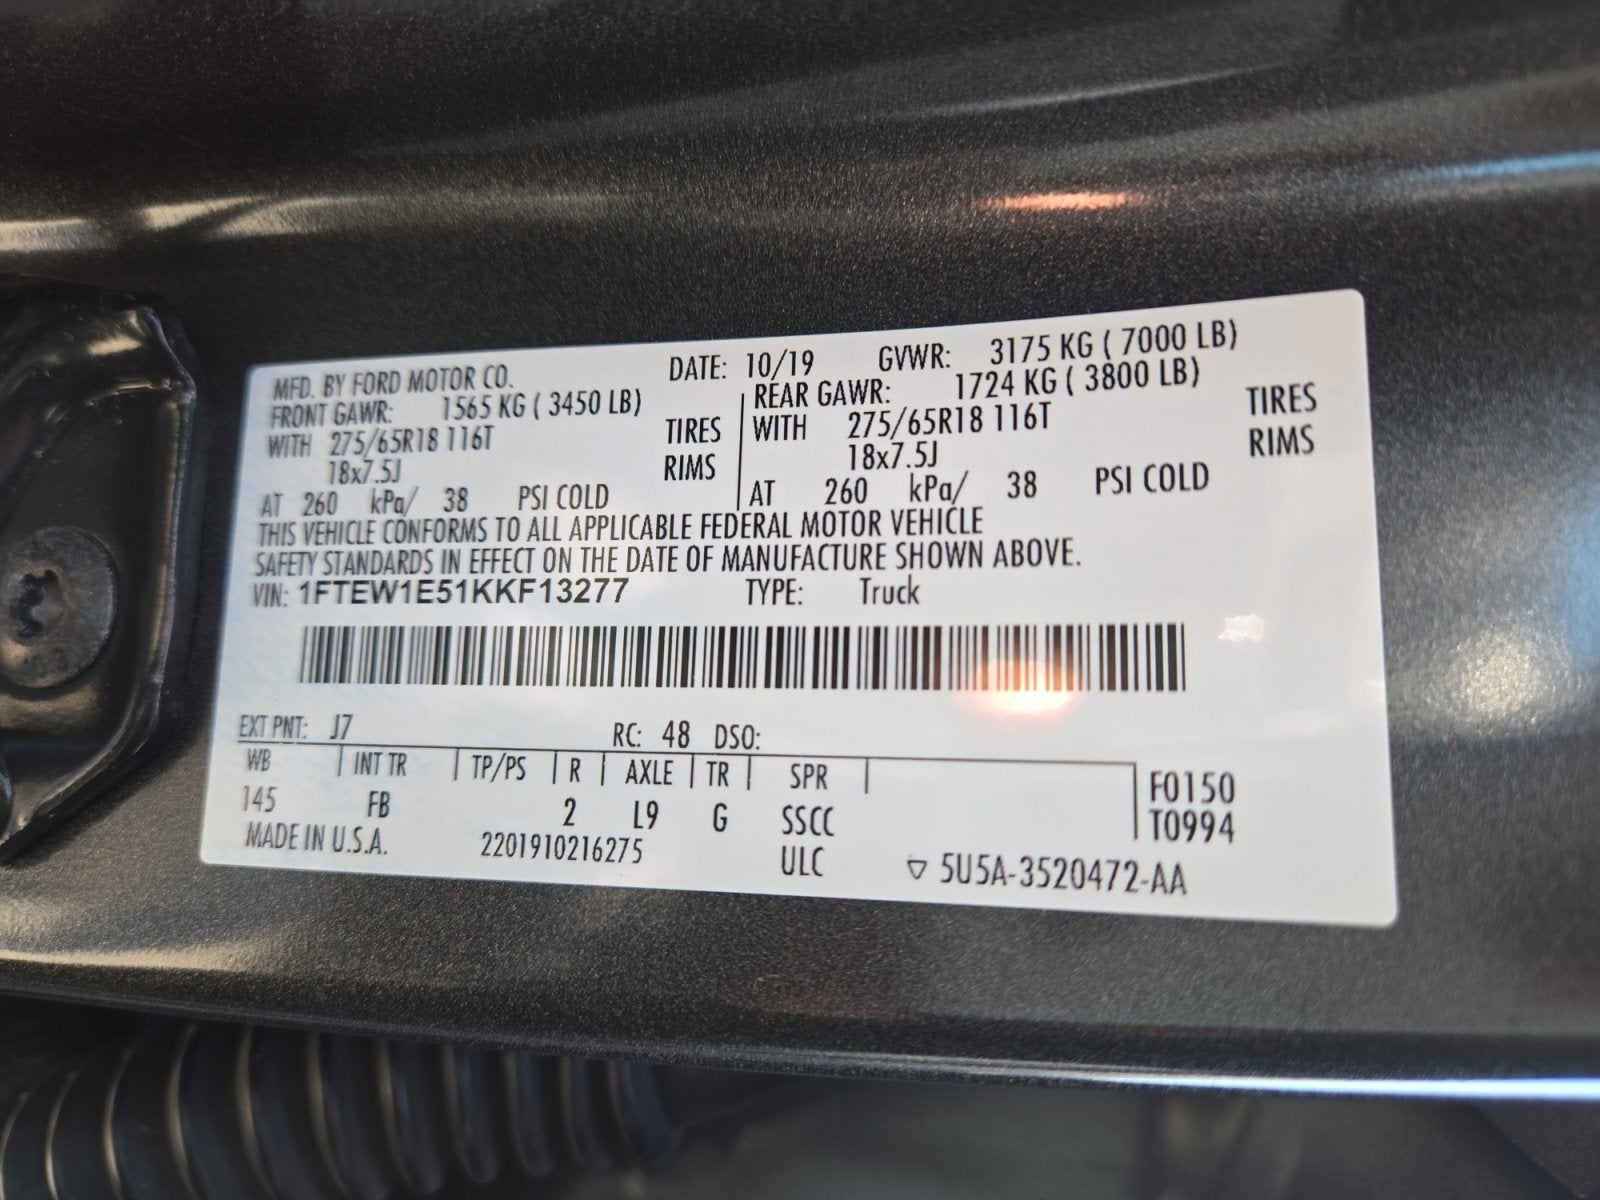 MFD. BY FORD MOTOR CO. DATE: 10/19 GVWR: 3175 KG ( 7000 LB)
FRONT GAWR: 1565 KG ( 3450 LB) REAR GAWR: 1724 KG ( 3800 LB)
WITH 275/65R18 116T TIRES WITH 275/65R18 116T TIRES
18x7.5J RIMS 18x7.5J RIMS
AT 260 kPa/ 38 PSI COLD AT 260 kPa/ 38 PSI COLD
THIS VEHICLE CONFORMS TO ALL APPLICABLE FEDERAL MOTOR VEHICLE
SAFETY STANDARDS IN EFFECT ON THE DATE OF MANUFACTURE SHOWN ABOVE.
VIN: 1FTEW1E51KKF13277 TYPE: Truck
EXT PNT: J7 RC: 48 DSO:
WB INT TR TP/PS R AXLE TR SPR F0150
145 FB 2 L9 G SSCC T0994
MADE IN U.S.A. 2201910216275 ULC ▽ 5U5A-3520472-AA